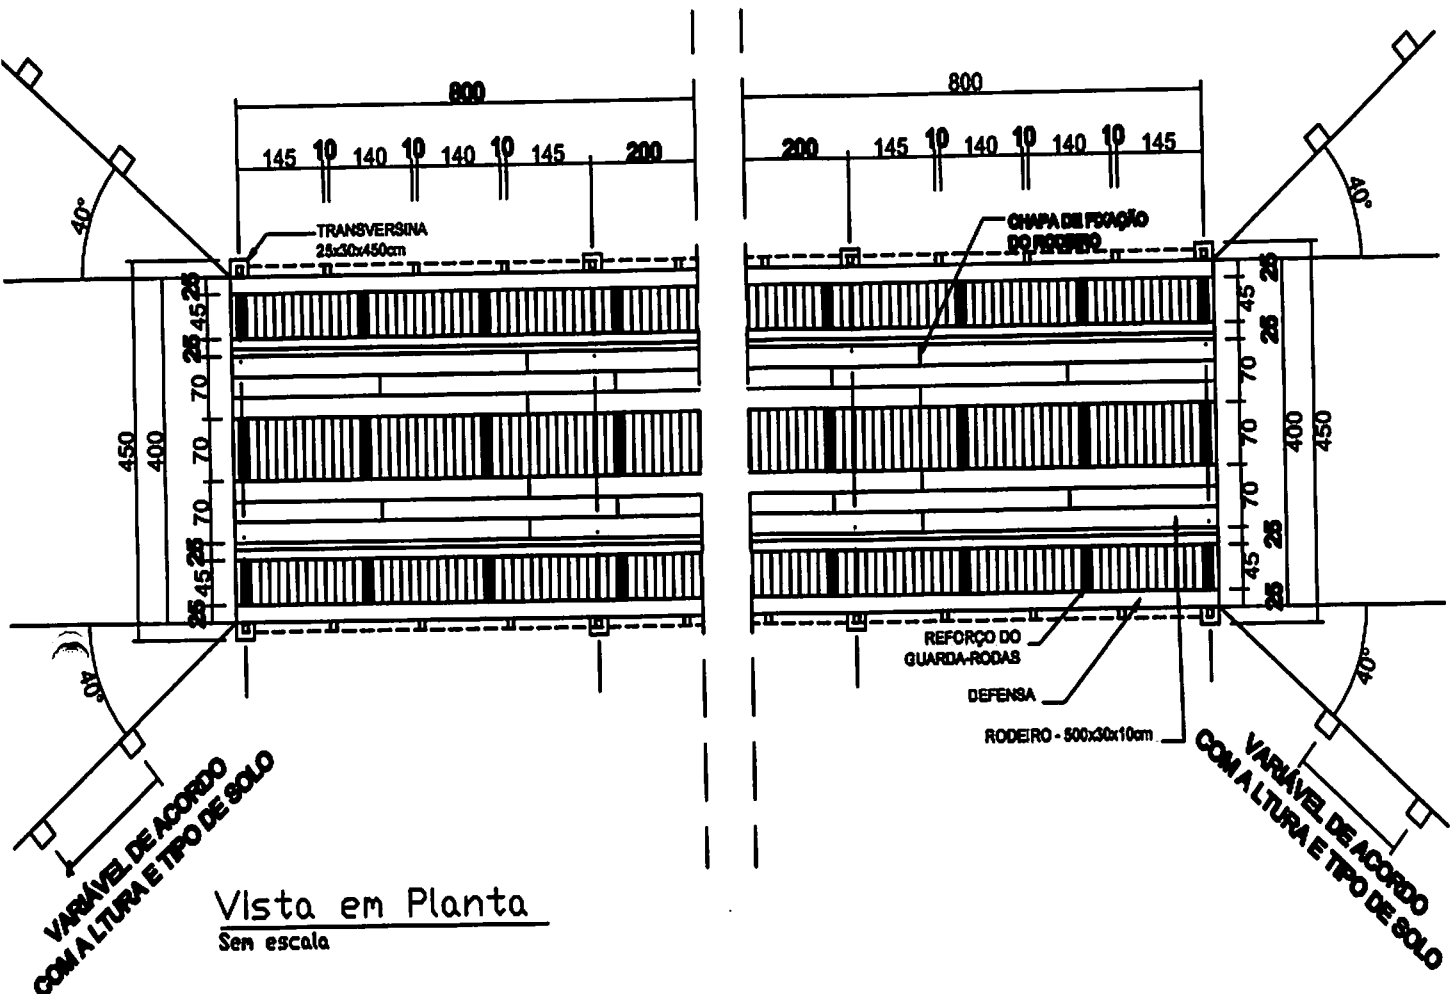 800
800
145 10 140 10 140 10 145 200
200 145 10 140 10 140 10 145
40°
40°
TRANSVERSINA
25x30x450cm
CHAPA DE FIXAÇÃO
DO RODEIRO
25
45
25
70
70
70
25
45
25
400
450
25
45
25
70
70
70
25
45
25
400
450
REFORÇO DO
GUARDA-RODAS
DEFENSA
RODEIRO - 500x30x10cm
40°
40°
VARIÁVEL DE ACORDO
COM A LTURA E TIPO DE SOLO
VARIÁVEL DE ACORDO
COM A LTURA E TIPO DE SOLO
Vista em Planta
Sem escala